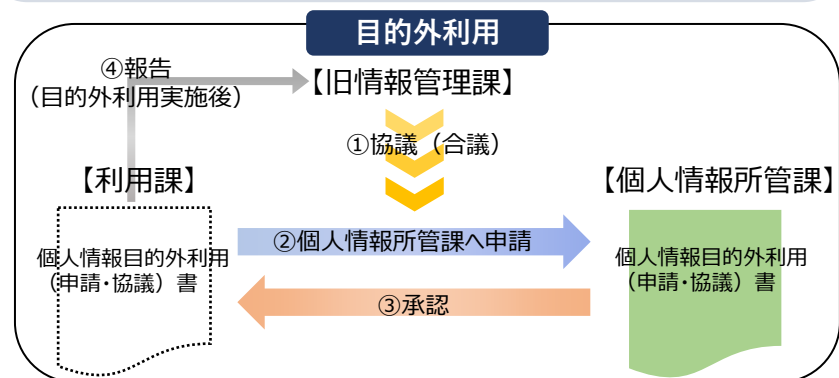 目的外利用
④報告
（目的外利用実施後）
【旧情報管理課】
①協議（合議）
【利用課】
【個人情報所管課】
個人情報目的外利用
（申請・協議）書
②個人情報所管課へ申請
③承認
個人情報目的外利用
（申請・協議）書